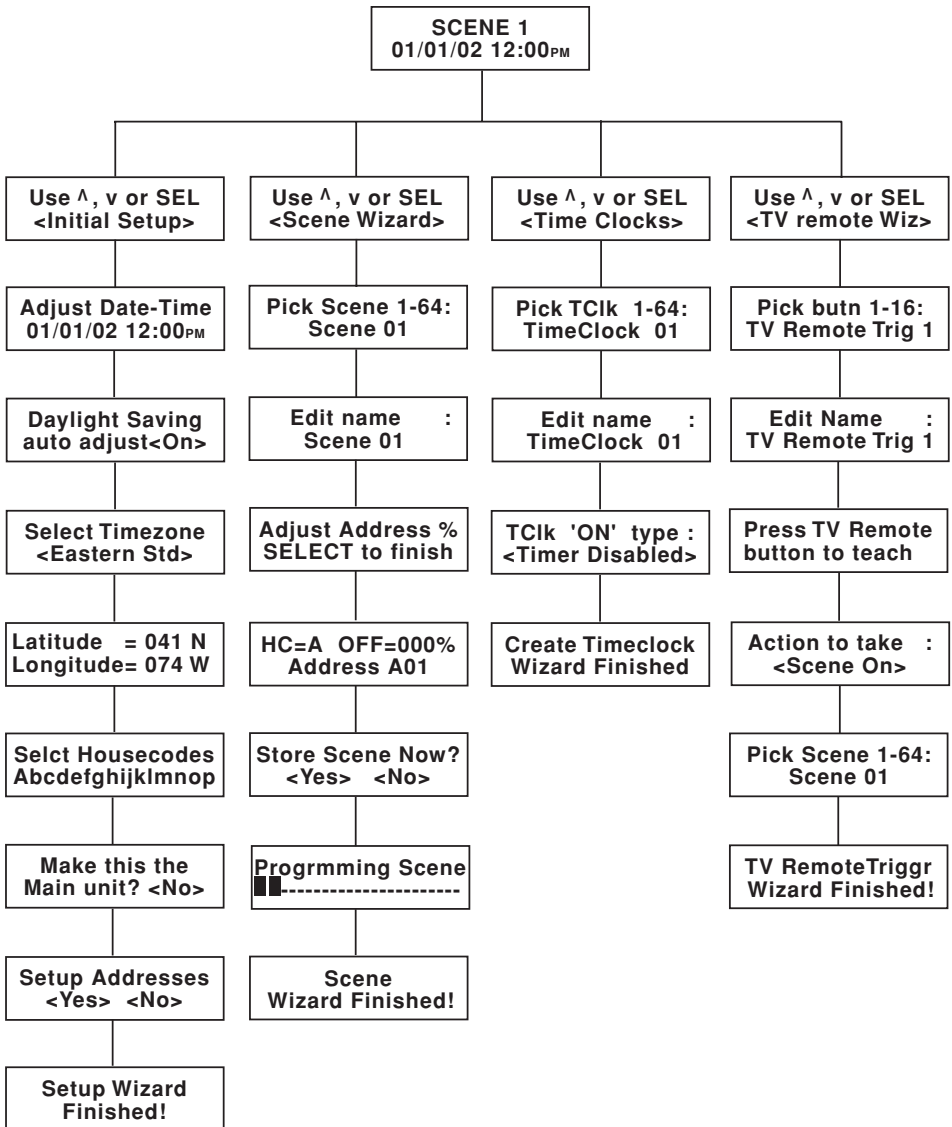 SCENE 1
01/01/02 12:00PM
Use ^, v or SEL
<Initial Setup>
Adjust Date-Time
01/01/02 12:00PM
Daylight Saving
auto adjust<On>
Select Timezone
<Eastern Std>
Latitude = 041 N
Longitude= 074 W
Selct Housecodes
Abcdefghijklmnop
Make this the
Main unit? <No>
Setup Addresses
<Yes> <No>
Setup Wizard
Finished!
Use ^, v or SEL
<Scene Wizard>
Pick Scene 1-64:
Scene 01
Edit name :
Scene 01
Adjust Address %
SELECT to finish
HC=A OFF=000%
Address A01
Store Scene Now?
<Yes> <No>
Progrmming Scene
----------------------
Scene
Wizard Finished!
Use ^, v or SEL
<Time Clocks>
Pick TClk 1-64:
TimeClock 01
Edit name :
TimeClock 01
TClk 'ON' type :
<Timer Disabled>
Create Timeclock
Wizard Finished
Use ^, v or SEL
<TV remote Wiz>
Pick butn 1-16:
TV Remote Trig 1
Edit Name :
TV Remote Trig 1
Press TV Remote
button to teach
Action to take :
<Scene On>
Pick Scene 1-64:
Scene 01
TV RemoteTriggr
Wizard Finished!